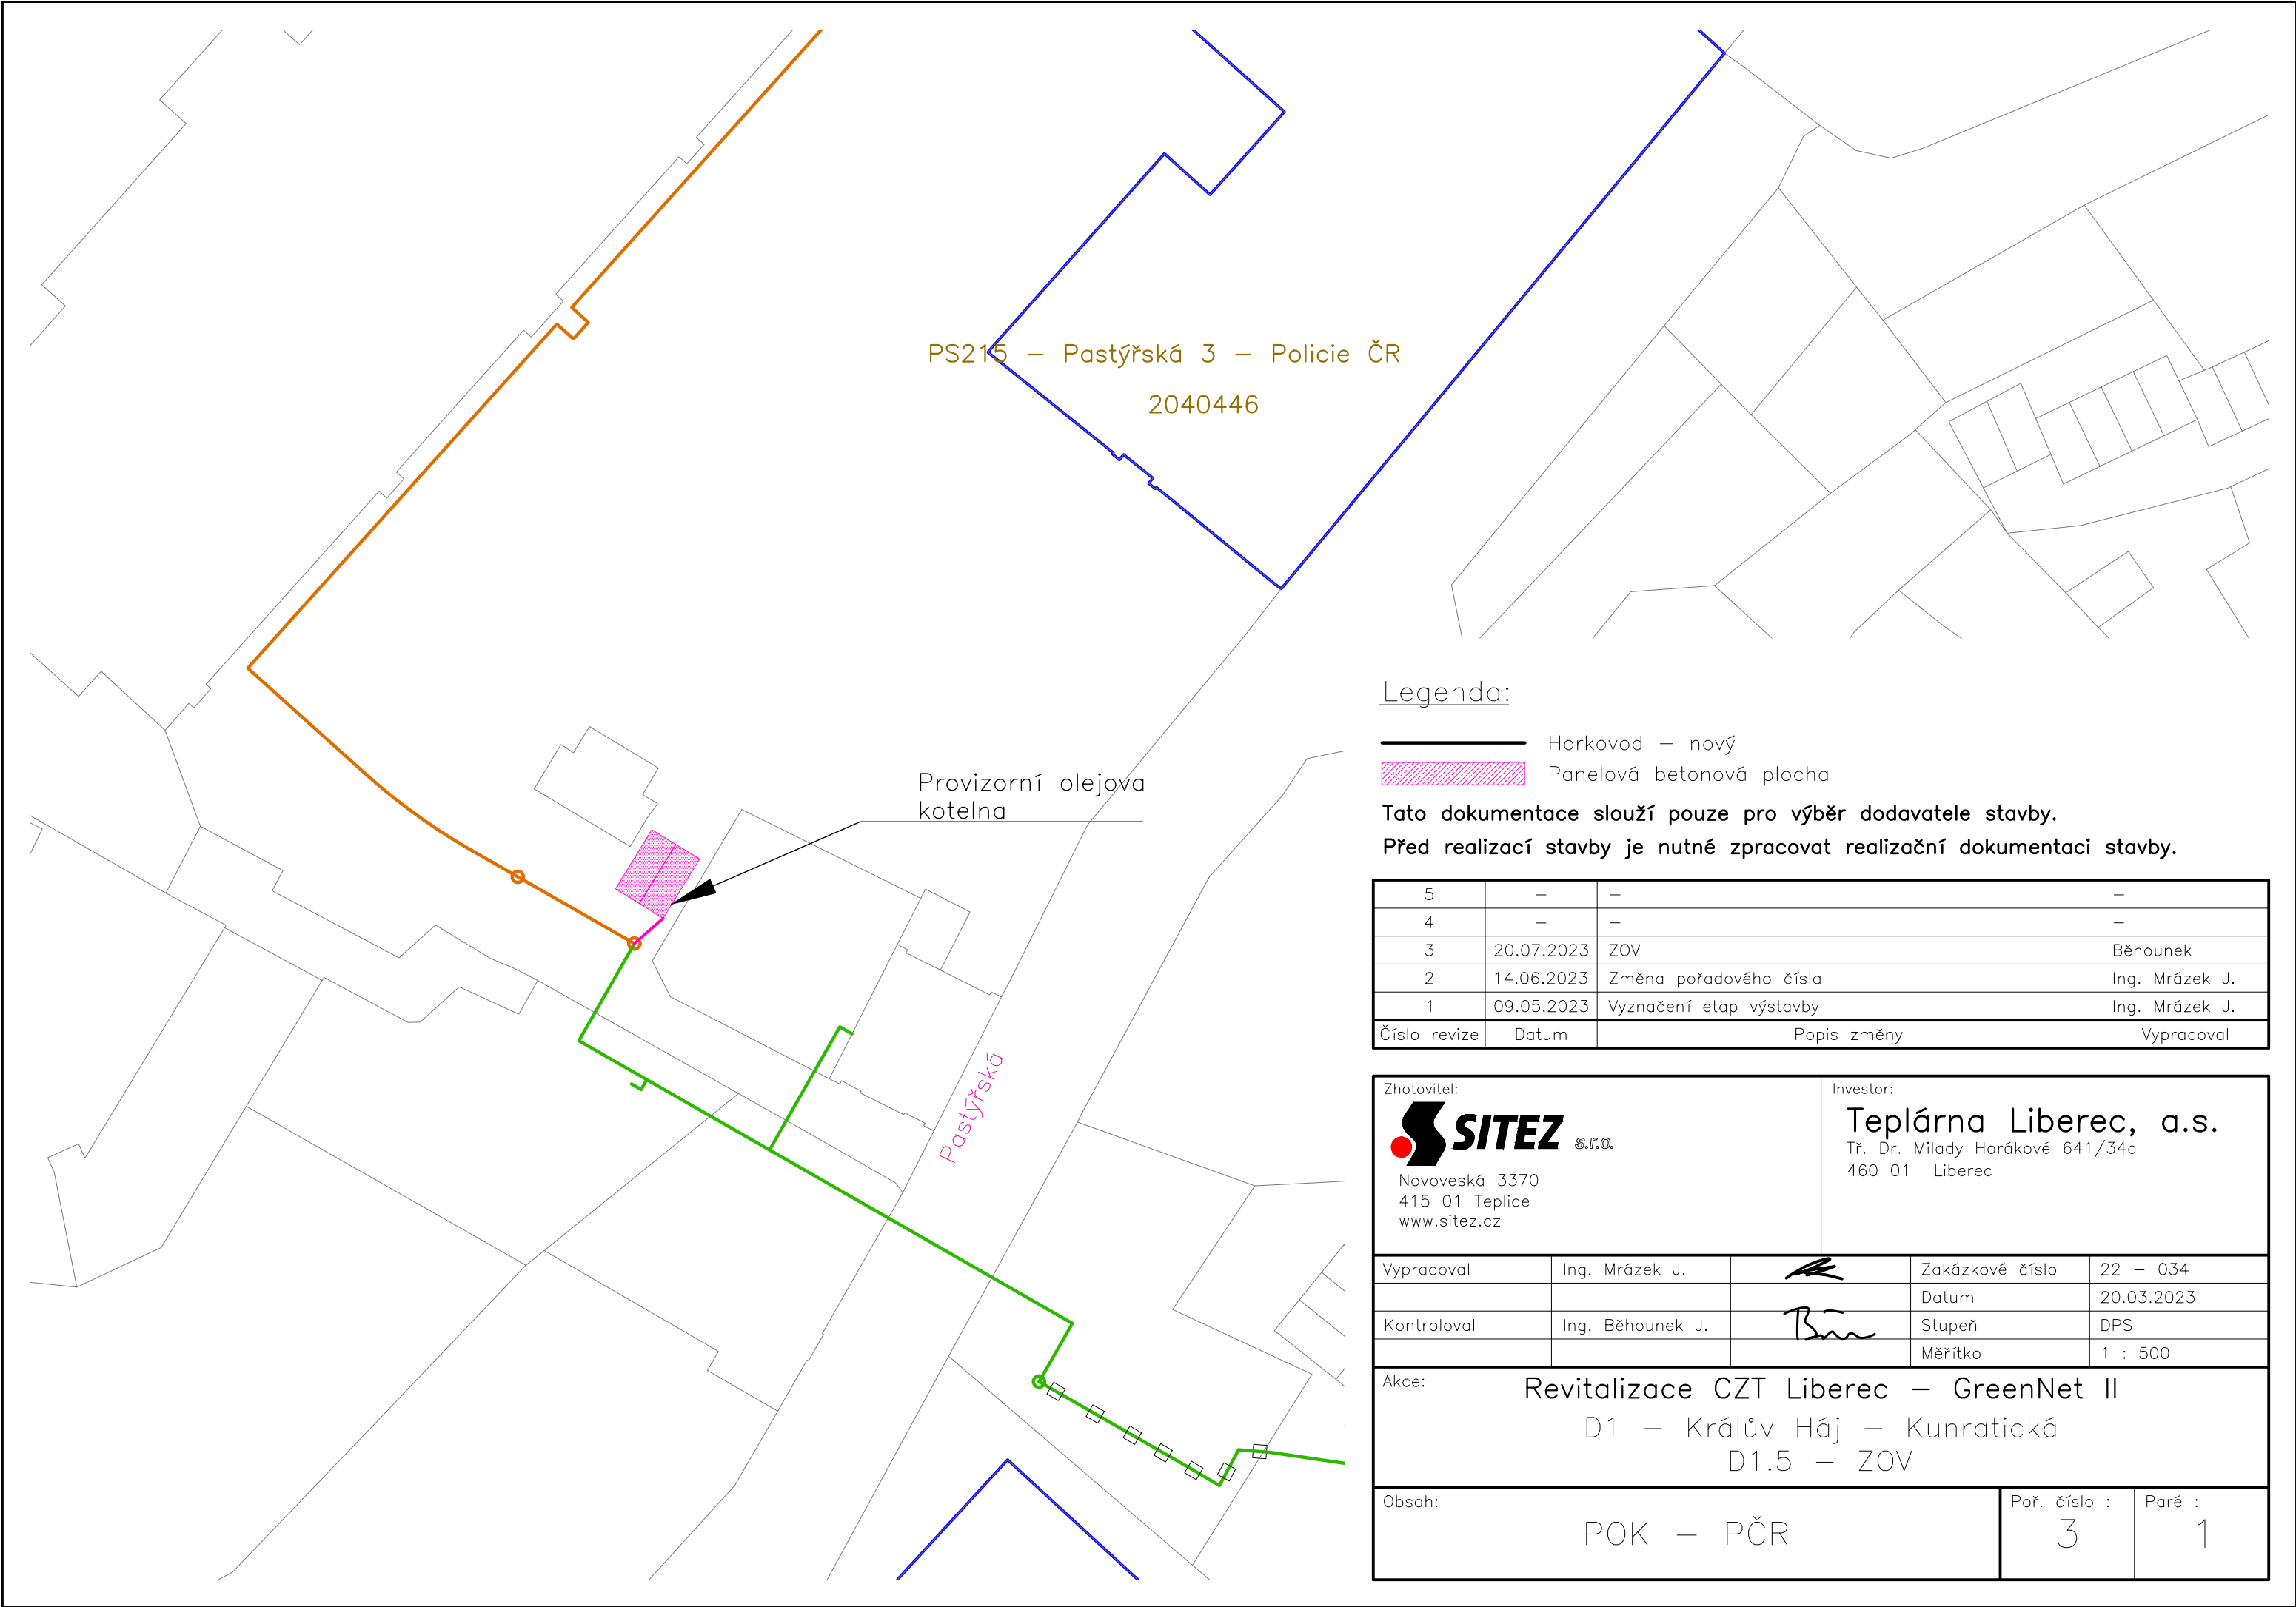 PS215 – Pastýřská 3 – Policie ČR
2040446
Provizorní olejova
kotelna
Pastýřská
Legenda:
Horkovod – nový
Panelová betonová plocha
Tato dokumentace slouží pouze pro výběr dodavatele stavby.
Před realizací stavby je nutné zpracovat realizační dokumentaci stavby.
5 – – –
4 – – –
3 20.07.2023 ZOV Běhounek
2 14.06.2023 Změna pořadového čísla Ing. Mrázek J.
1 09.05.2023 Vyznačení etap výstavby Ing. Mrázek J.
Číslo revize Datum Popis změny Vypracoval
Zhotovitel:
SITEZ s.r.o.
Novoveská 3370
415 01 Teplice
www.sitez.cz
Investor:
Teplárna Liberec, a.s.
Tř. Dr. Milady Horákové 641/34a
460 01 Liberec
Vypracoval Ing. Mrázek J. Zakázkové číslo 22 – 034
Datum 20.03.2023
Kontroloval Ing. Běhounek J. Stupeň DPS
Měřítko 1 : 500
Akce: Revitalizace CZT Liberec – GreenNet II
D1 – Králův Háj – Kunratická
D1.5 – ZOV
Obsah: Poř. číslo : Paré :
POK – PČR 3 1